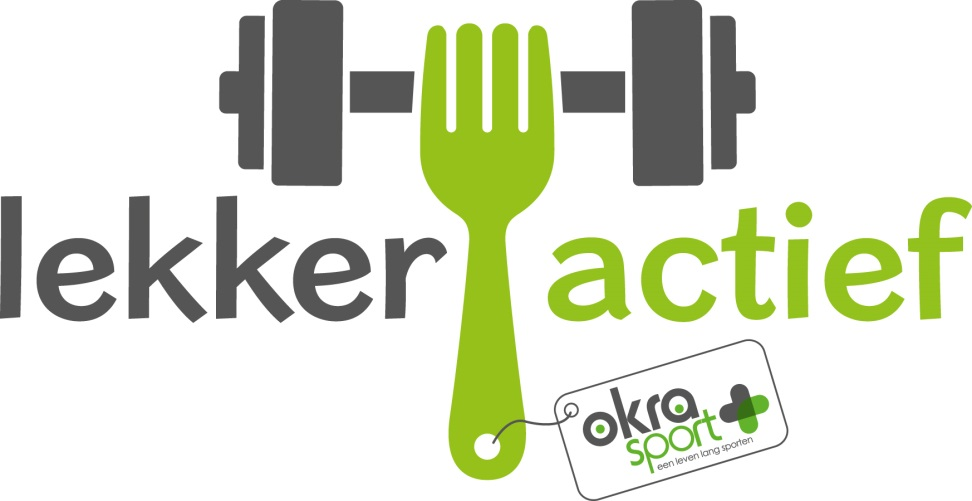 lekker actief
okra
sport+
een leven lang sporten